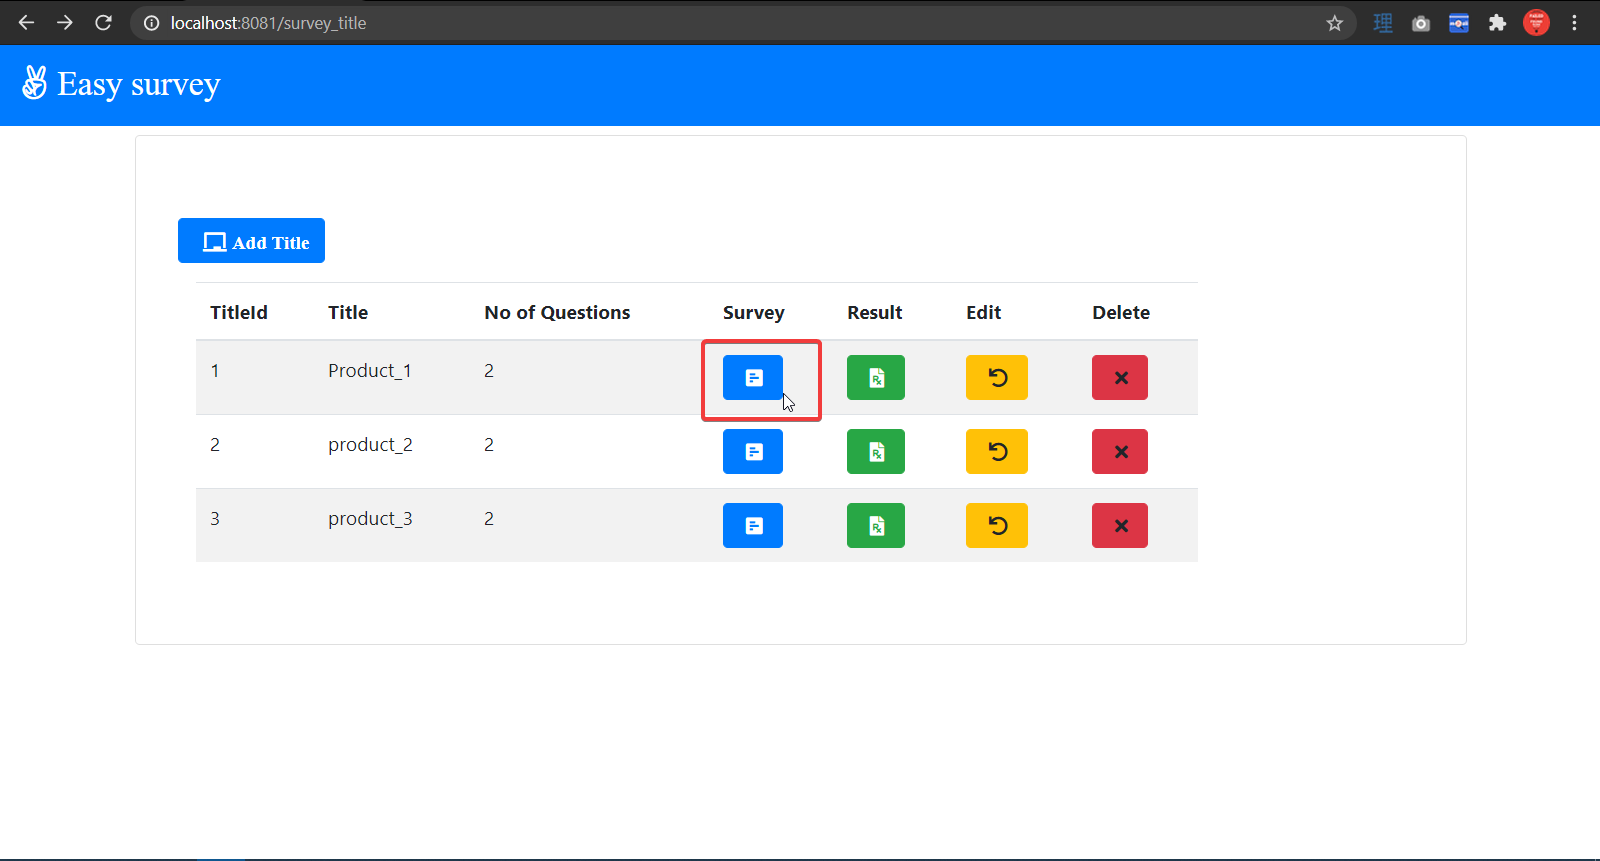 localhost:8081/survey_title
Easy survey
Add Title
TitleId Title No of Questions Survey Result Edit Delete
1 Product_1 2
2 product_2 2
3 product_3 2